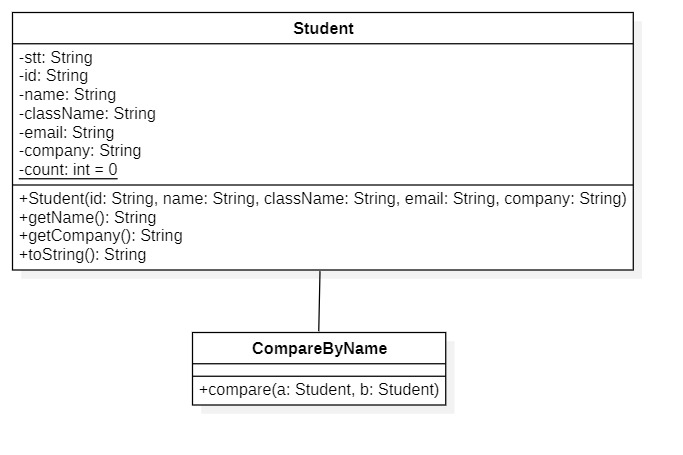 Student
-stt: String
-id: String
-name: String
-className: String
-email: String
-company: String
-count: int = 0
+Student(id: String, name: String, className: String, email: String, company: String)
+getName(): String
+getCompany(): String
+toString(): String
CompareByName
+compare(a: Student, b: Student)